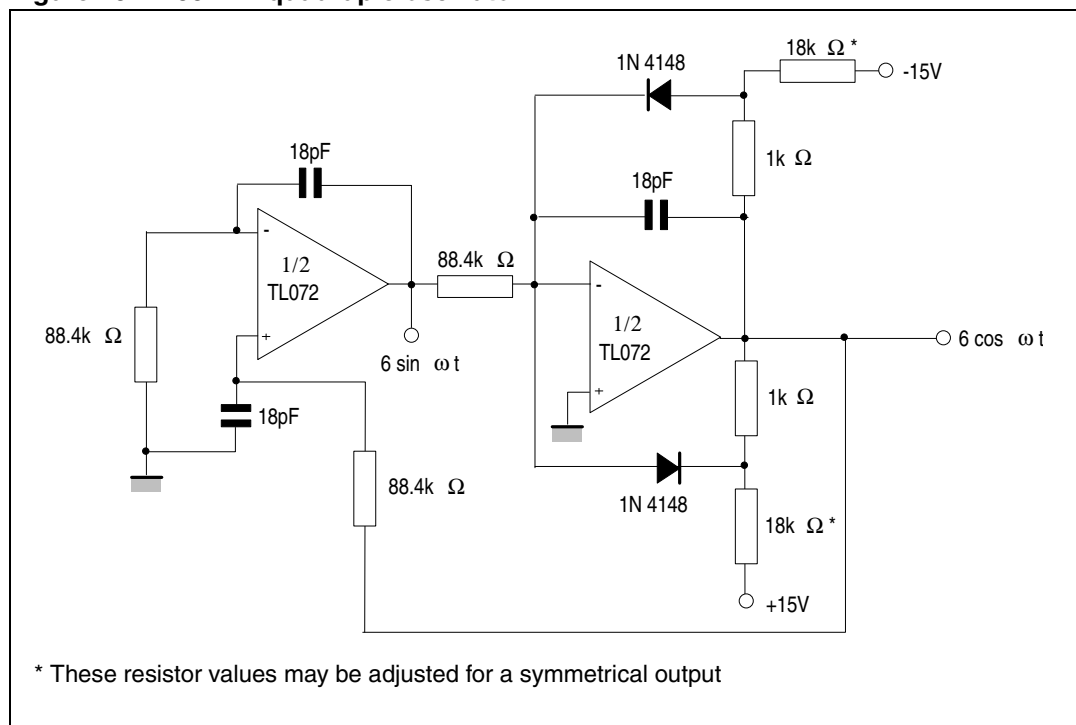 18k Ω *
1N 4148
-15V
18pF
1k Ω
18pF
-
1/2
TL072
88.4k Ω
-
88.4k Ω
+
1/2
TL072
6 sin ω t
6 cos ω t
+
18pF
1k Ω
88.4k Ω
1N 4148
18k Ω *
+15V
* These resistor values may be adjusted for a symmetrical output